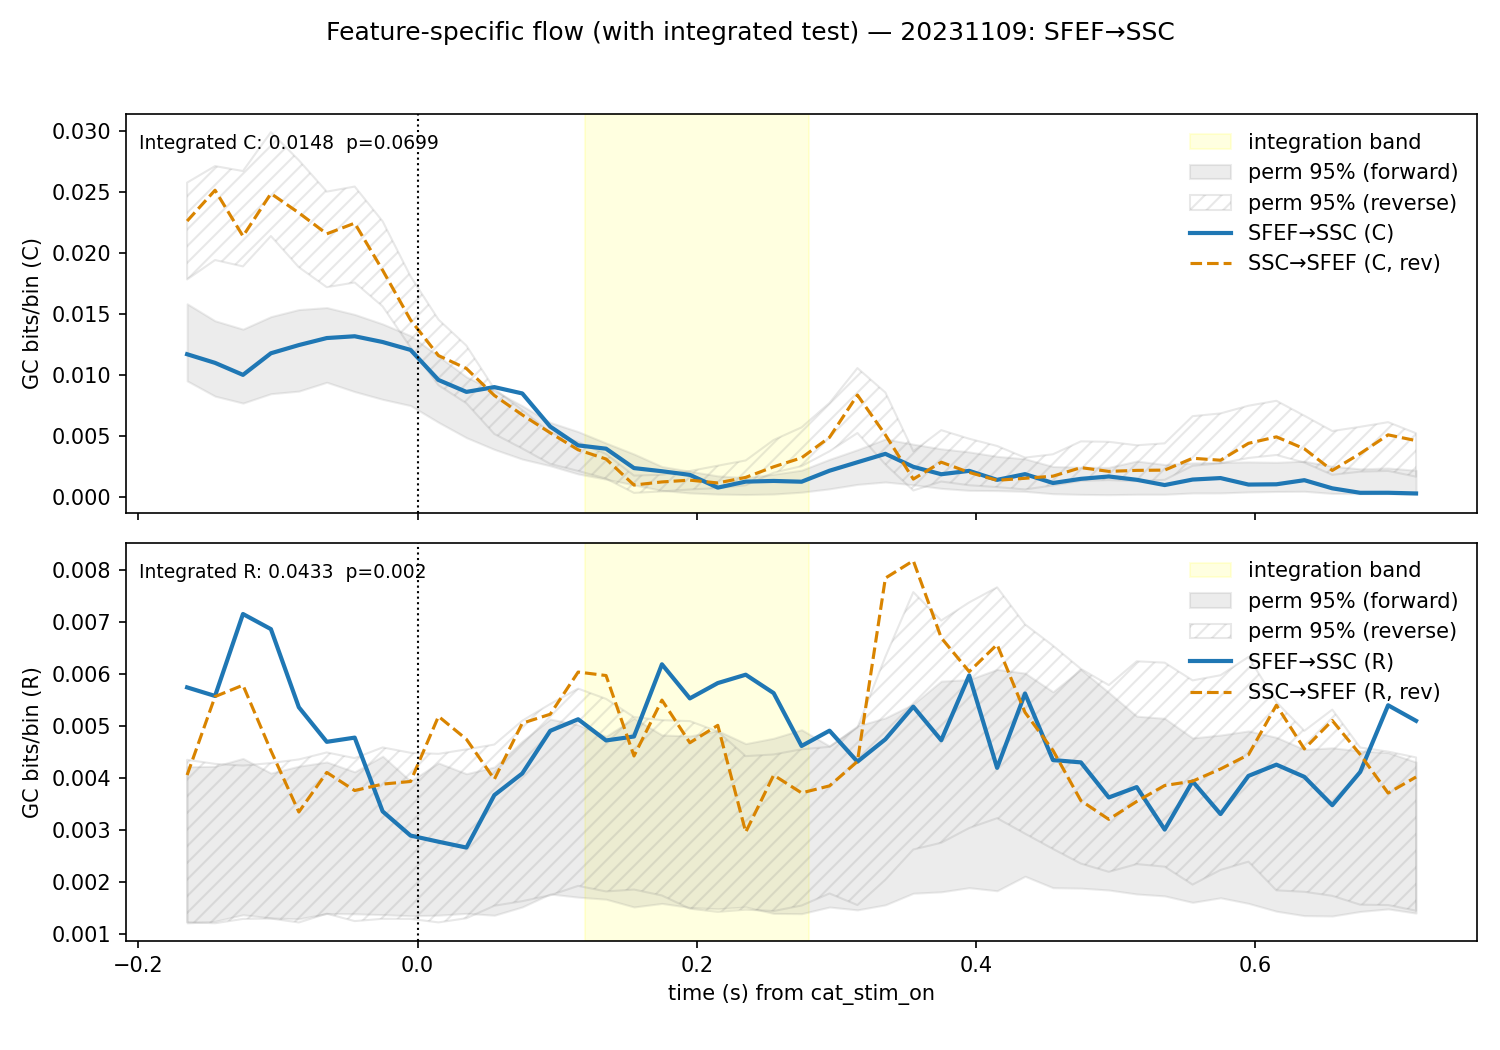 Feature-specific flow (with integrated test) — 20231109: SFEF→SSC
Integrated C: 0.0148  p=0.0699
integration band
perm 95% (forward)
perm 95% (reverse)
SFEF→SSC (C)
SSC→SFEF (C, rev)
GC bits/bin (C)
0.030
0.025
0.020
0.015
0.010
0.005
0.000
Integrated R: 0.0433  p=0.002
integration band
perm 95% (forward)
perm 95% (reverse)
SFEF→SSC (R)
SSC→SFEF (R, rev)
GC bits/bin (R)
0.008
0.007
0.006
0.005
0.004
0.003
0.002
0.001
−0.2 0.0 0.2 0.4 0.6
time (s) from cat_stim_on